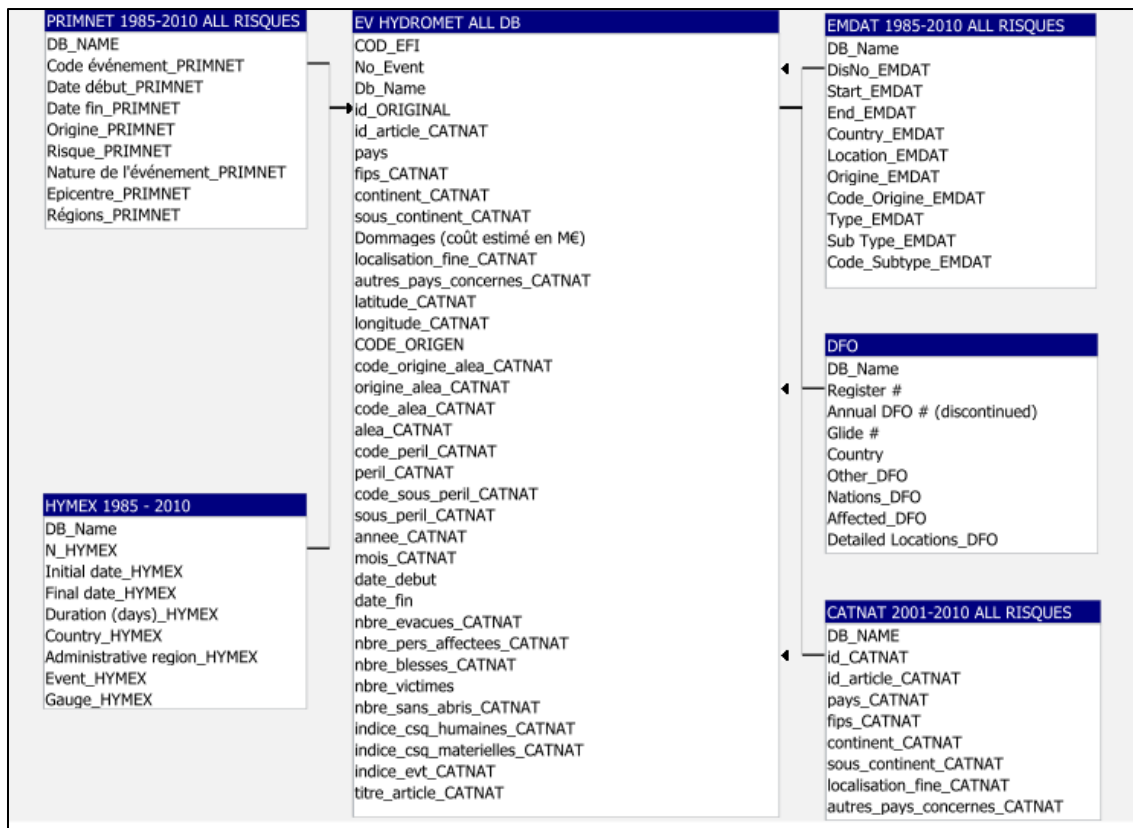 PRIMNET 1985-2010 ALL RISQUES
DB_NAME
Code événement_PRIMNET
Date début_PRIMNET
Date fin_PRIMNET
Origine_PRIMNET
Risque_PRIMNET
Nature de l'événement_PRIMNET
Epicentre_PRIMNET
Régions_PRIMNET
HYMEX 1985 - 2010
DB_Name
N_HYMEX
Initial date_HYMEX
Final date_HYMEX
Duration (days)_HYMEX
Country_HYMEX
Administrative region_HYMEX
Event_HYMEX
Gauge_HYMEX
EV HYDROMET ALL DB
COD_EFI
No_Event
Db_Name
id_ORIGINAL
id_article_CATNAT
pays
fips_CATNAT
continent_CATNAT
sous_continent_CATNAT
Dommages (coût estimé en M€)
localisation_fine_CATNAT
autres_pays_concernes_CATNAT
latitude_CATNAT
longitude_CATNAT
CODE_ORIGEN
code_origine_alea_CATNAT
origine_alea_CATNAT
code_alea_CATNAT
alea_CATNAT
code_peril_CATNAT
peril_CATNAT
code_sous_peril_CATNAT
sous_peril_CATNAT
annee_CATNAT
mois_CATNAT
date_debut
date_fin
nbre_evacues_CATNAT
nbre_pers_affectees_CATNAT
nbre_blesses_CATNAT
nbre_victimes
nbre_sans_abris_CATNAT
indice_csq_humaines_CATNAT
indice_csq_materielles_CATNAT
indice_evt_CATNAT
titre_article_CATNAT
EMDAT 1985-2010 ALL RISQUES
DB_Name
DisNo_EMDAT
Start_EMDAT
End_EMDAT
Country_EMDAT
Location_EMDAT
Origine_EMDAT
Code_Origine_EMDAT
Type_EMDAT
Sub Type_EMDAT
Code_Subtype_EMDAT
DFO
DB_Name
Register #
Annual DFO # (discontinued)
Glide #
Country
Other_DFO
Nations_DFO
Affected_DFO
Detailed Locations_DFO
CATNAT 2001-2010 ALL RISQUES
DB_NAME
id_CATNAT
id_article_CATNAT
pays_CATNAT
fips_CATNAT
continent_CATNAT
sous_continent_CATNAT
localisation_fine_CATNAT
autres_pays_concernes_CATNAT